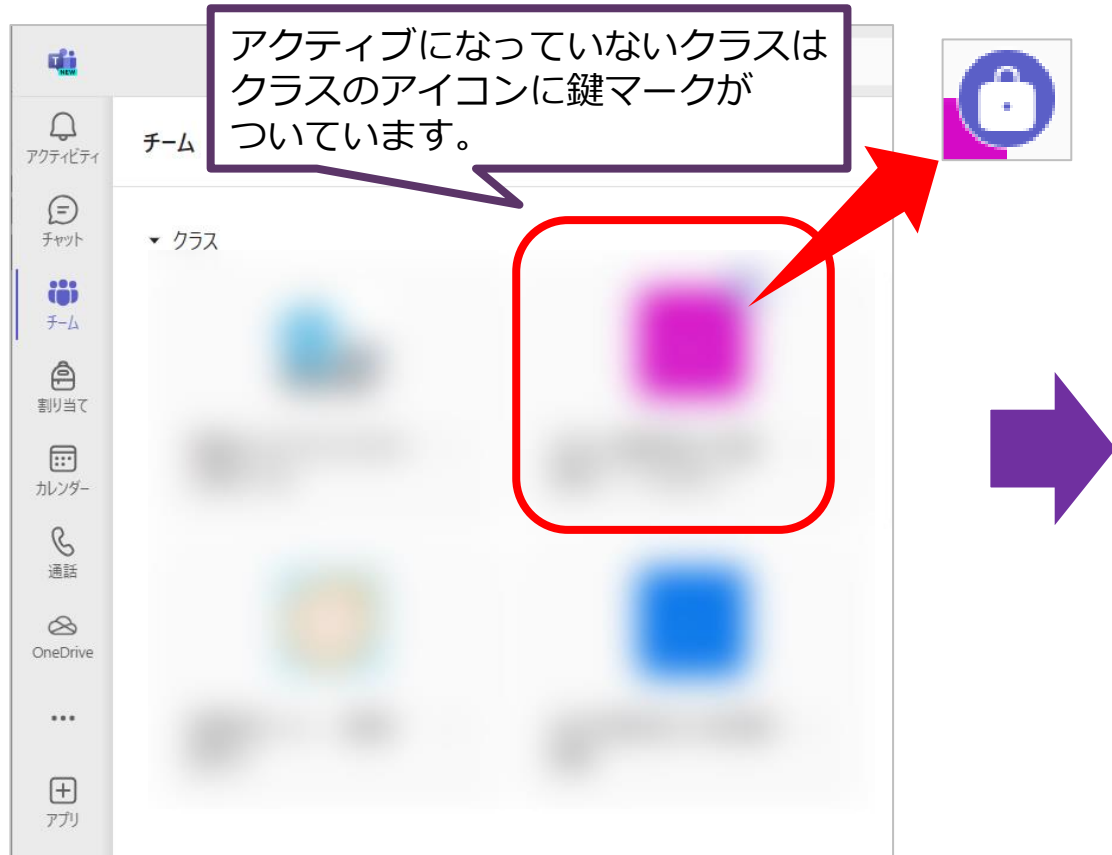 アクティブになっていないクラスは
クラスのアイコンに鍵マークが
ついています。
NEW
アクティビティ
チーム
チャット
クラス
チーム
割り当て
カレンダー
通話
OneDrive
アプリ